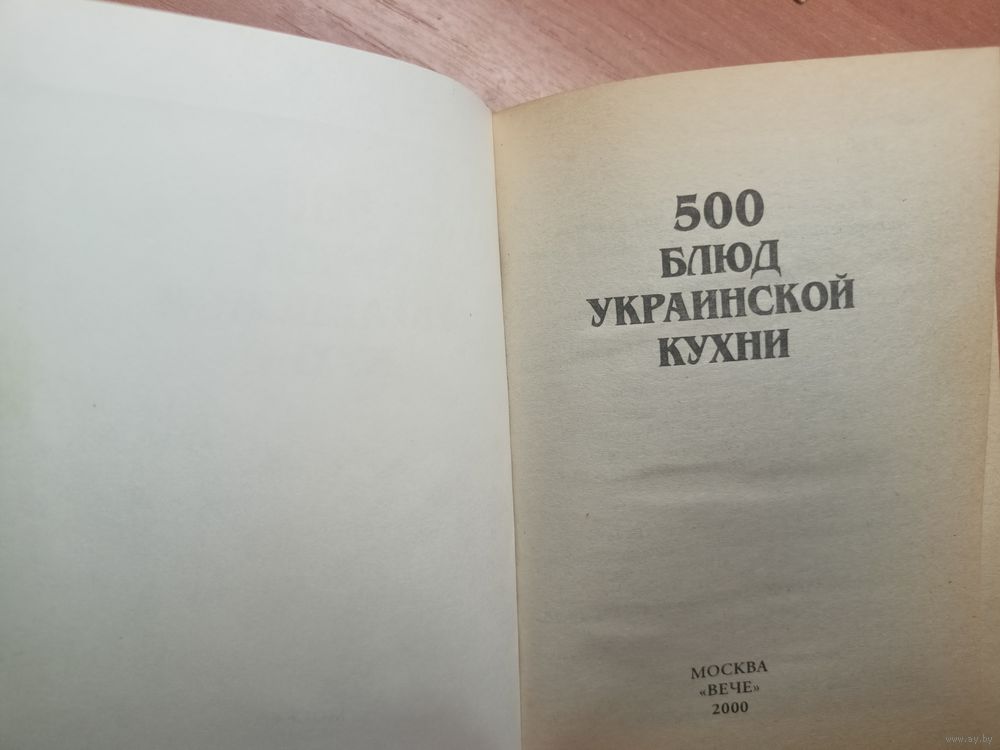 500
БЛЮД
УКРАИНСКОЙ
КУХНИ
МОСКВА
«ВЕЧЕ»
2000
www.ay.by